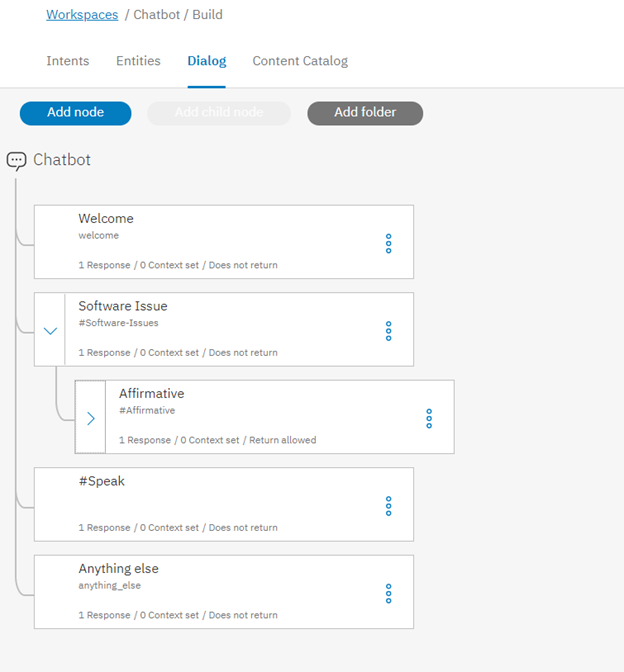 Workspaces / Chatbot / Build
Intents Entities Dialog Content Catalog
Add node Add child node Add folder
Chatbot
Welcome
welcome
1 Response / 0 Context set / Does not return
Software Issue
#Software-Issues
1 Response / 0 Context set / Does not return
Affirmative
#Affirmative
1 Response / 0 Context set / Return allowed
#Speak
1 Response / 0 Context set / Does not return
Anything else
anything_else
1 Response / 0 Context set / Does not return